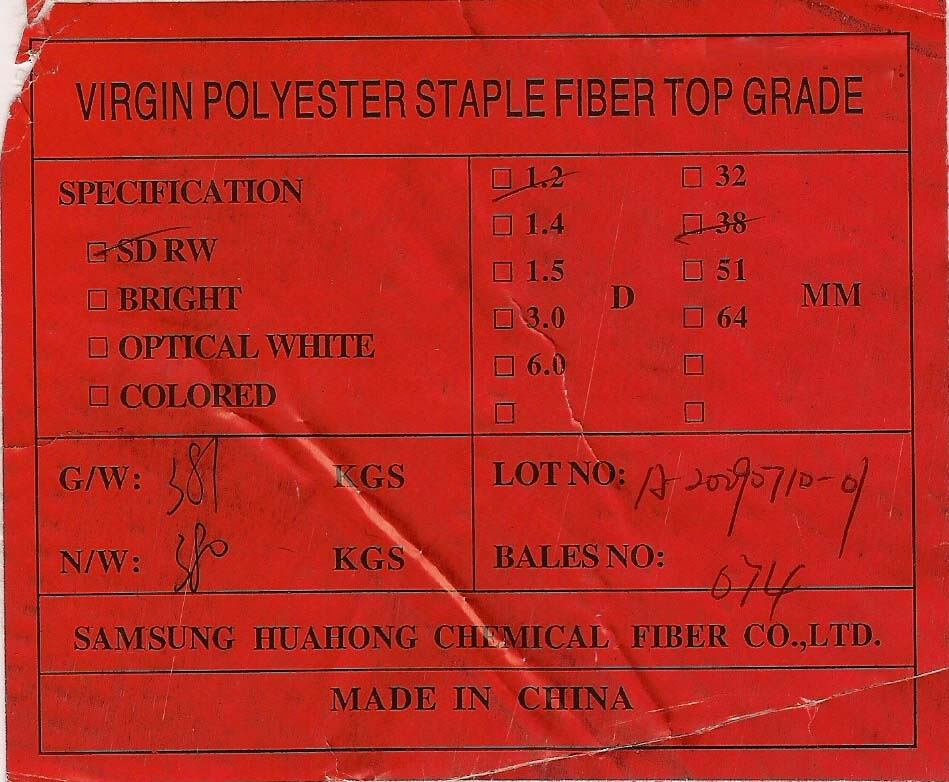 VIRGIN POLYESTER STAPLE FIBER TOP GRADE
SPECIFICATION
SD RW
BRIGHT
OPTICAL WHITE
COLORED
1.2
1.4
1.5
3.0
6.0
D
32
38
51
64
MM
G/W: 381 KGS
N/W: 380 KGS
LOT NO: A-20090710-01
BALES NO: 074
SAMSUNG HUAHONG CHEMICAL FIBER CO.,LTD.
MADE IN CHINA